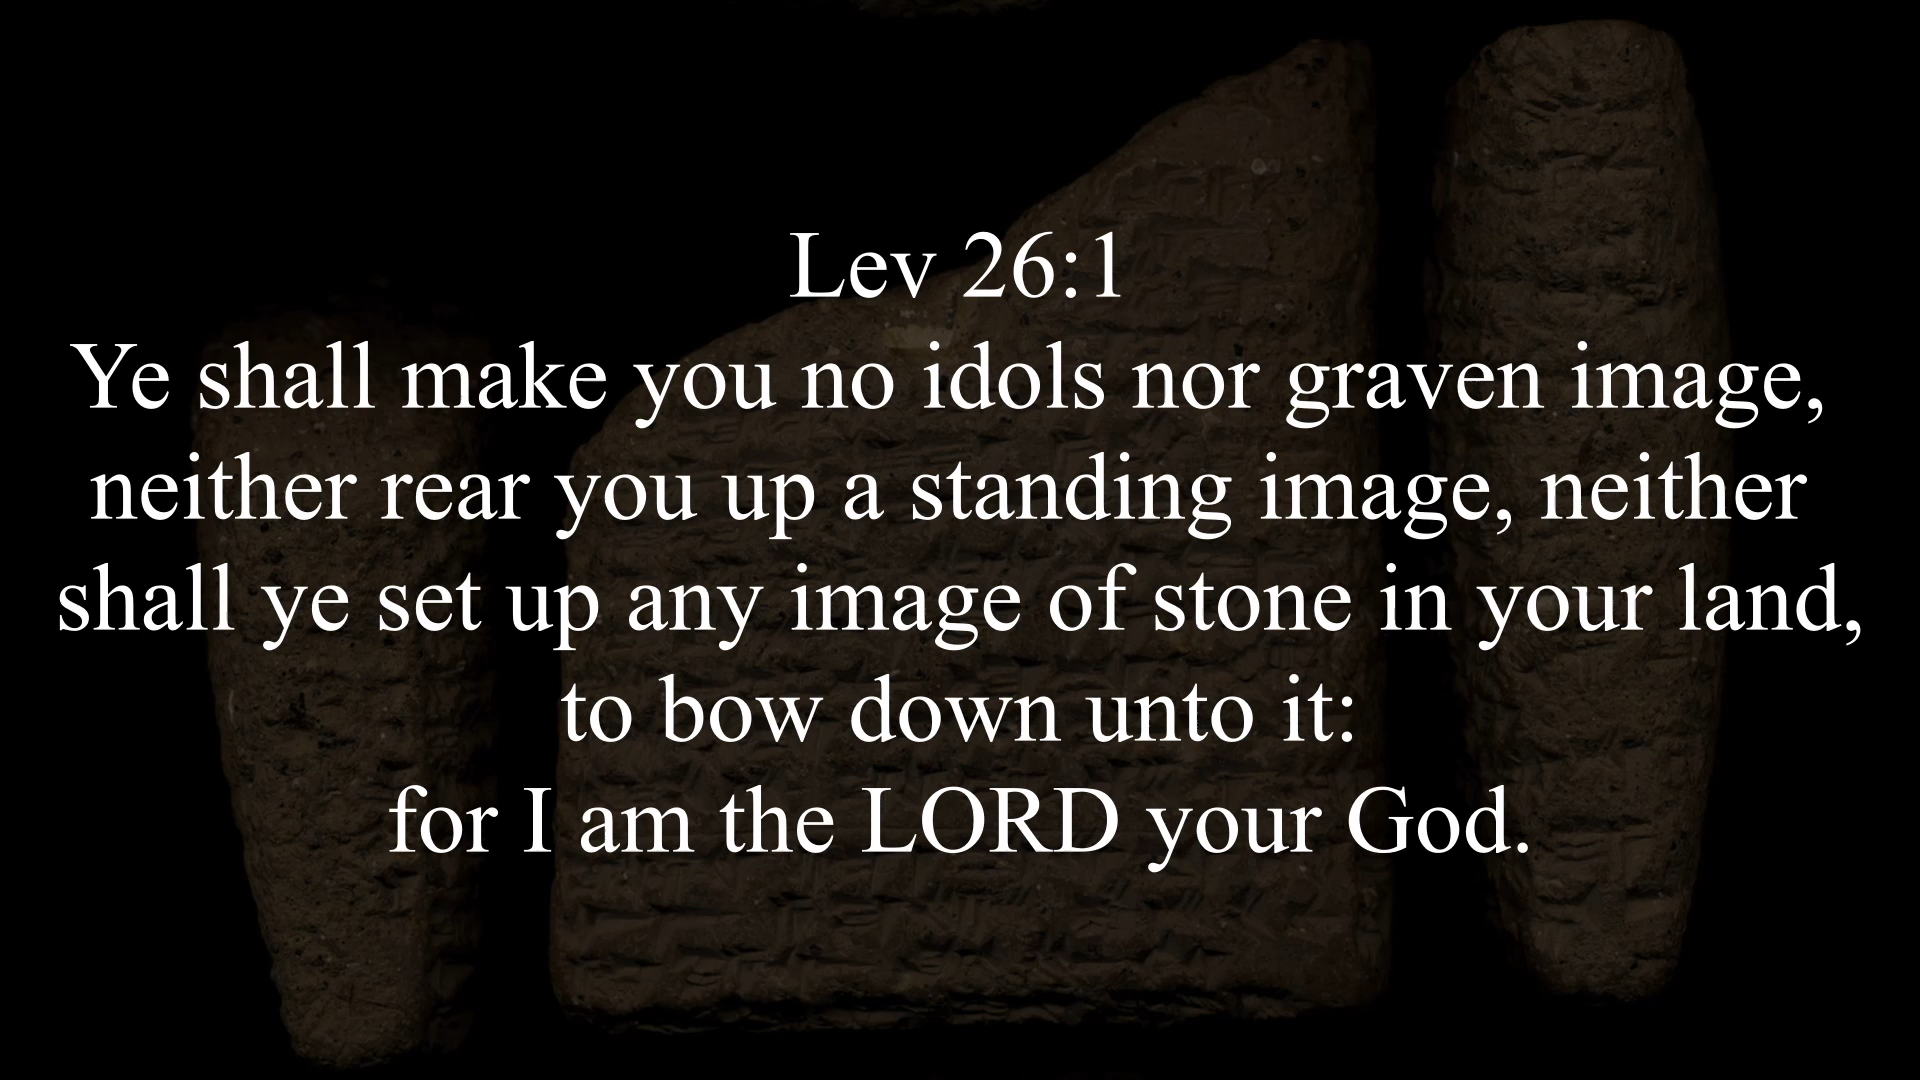 Lev 26:1
Ye shall make you no idols nor graven image,
neither rear you up a standing image, neither
shall ye set up any image of stone in your land,
to bow down unto it:
for I am the LORD your God.